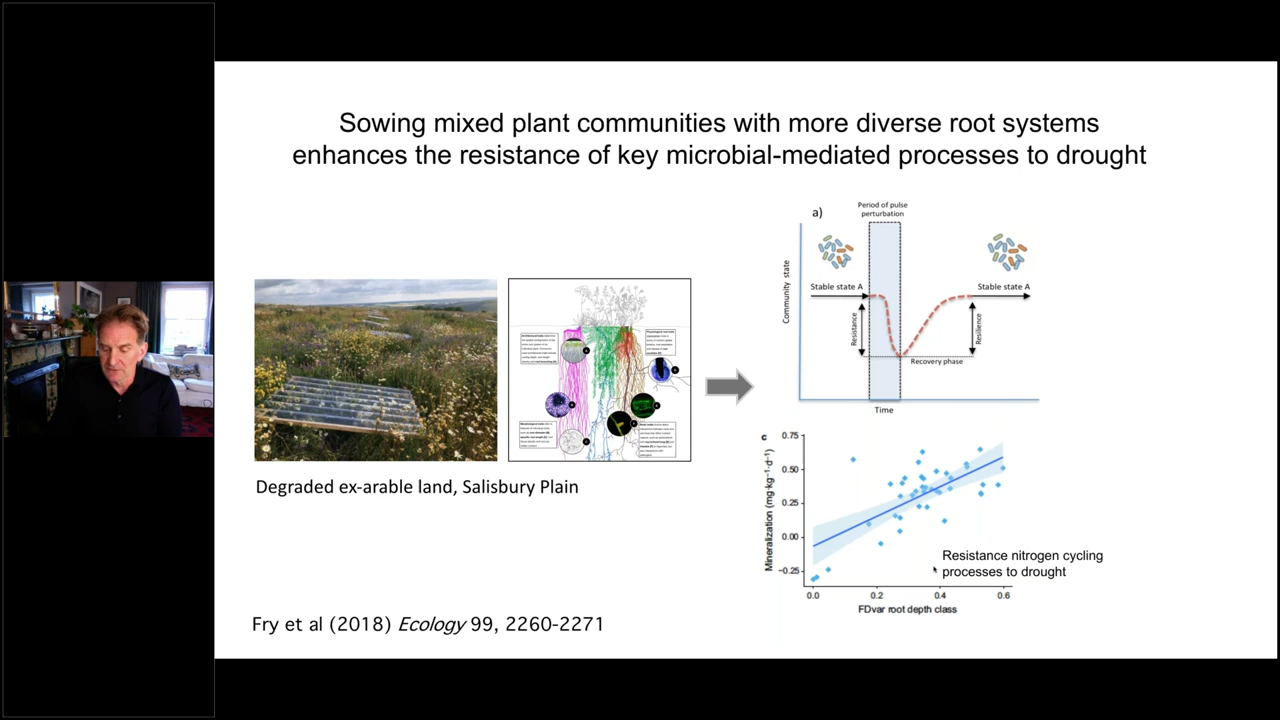 Sowing mixed plant communities with more diverse root systems
enhances the resistance of key microbial-mediated processes to drought
Degraded ex-arable land, Salisbury Plain
a)
Period of pulse
perturbation
Community state
Stable state A
Stable state A
Resistance
Resilience
Recovery phase
Time
c
Mineralization (mg·kg⁻¹·d⁻¹)
0.75
0.50
0.25
0.00
−0.25
Resistance nitrogen cycling
processes to drought
0.0 0.2 0.4 0.6
FDvar root depth class
Fry et al (2018) Ecology 99, 2260-2271